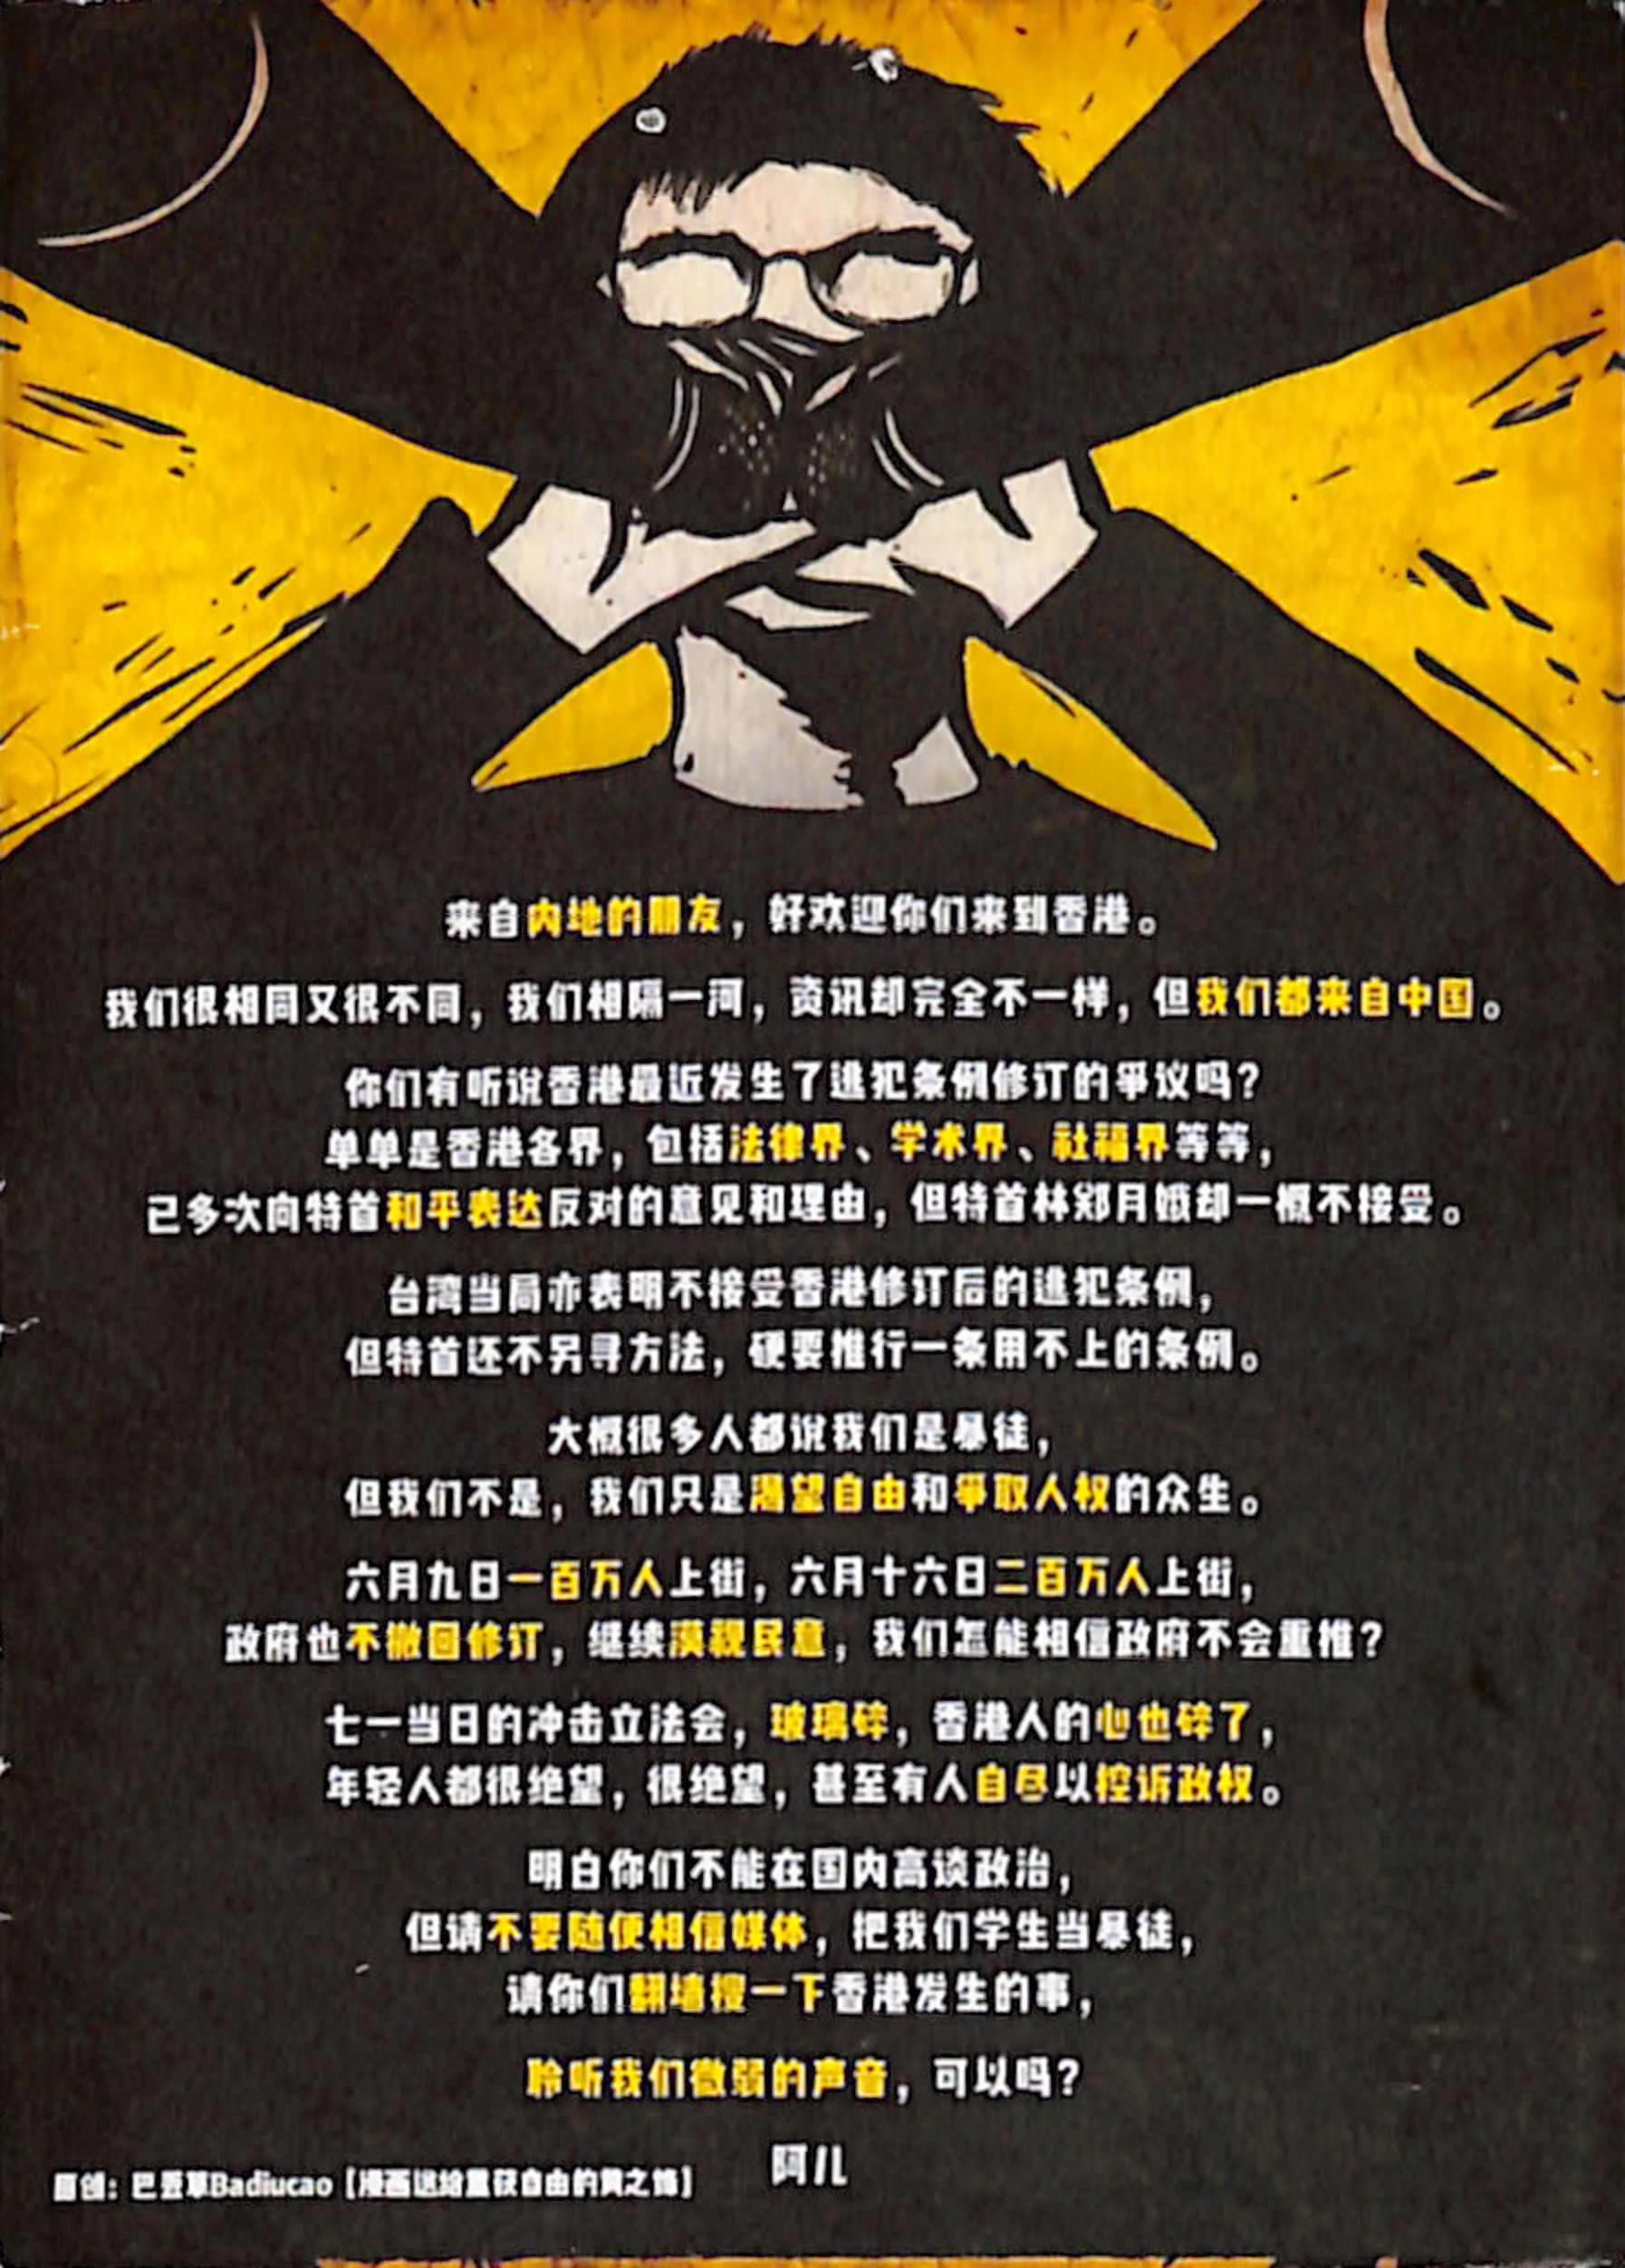 来自内地的朋友，好欢迎你们来到香港。
我们很相同又很不同，我们相隔一河，资讯却完全不一样，但我们都来自中国。
你们有听说香港最近发生了逃犯条例修订的争议吗？
单单是香港各界，包括法律界、学术界、社福界等等，
已多次向特首和平表达反对的意见和理由，但特首林郑月娥却一概不接受。
台湾当局亦表明不接受香港修订后的逃犯条例，
但特首还不另寻方法，硬要推行一条用不上的条例。
大概很多人都说我们是暴徒，
但我们不是，我们只是渴望自由和争取人权的众生。
六月九日一百万人上街，六月十六日二百万人上街，
政府也不撤回修订，继续漠视民意，我们怎能相信政府不会重推？
七一当日的冲击立法会，玻璃碎，香港人的心也碎了，
年轻人都很绝望，很绝望，甚至有人自尽以控诉政权。
明白你们不能在国内高谈政治，
但请不要随便相信媒体，把我们学生当暴徒，
请你们翻墙搜一下香港发生的事，
聆听我们微弱的声音，可以吗？
阿儿
原创：巴丢草Badiucao【漫画送给重获自由的黄之锋】